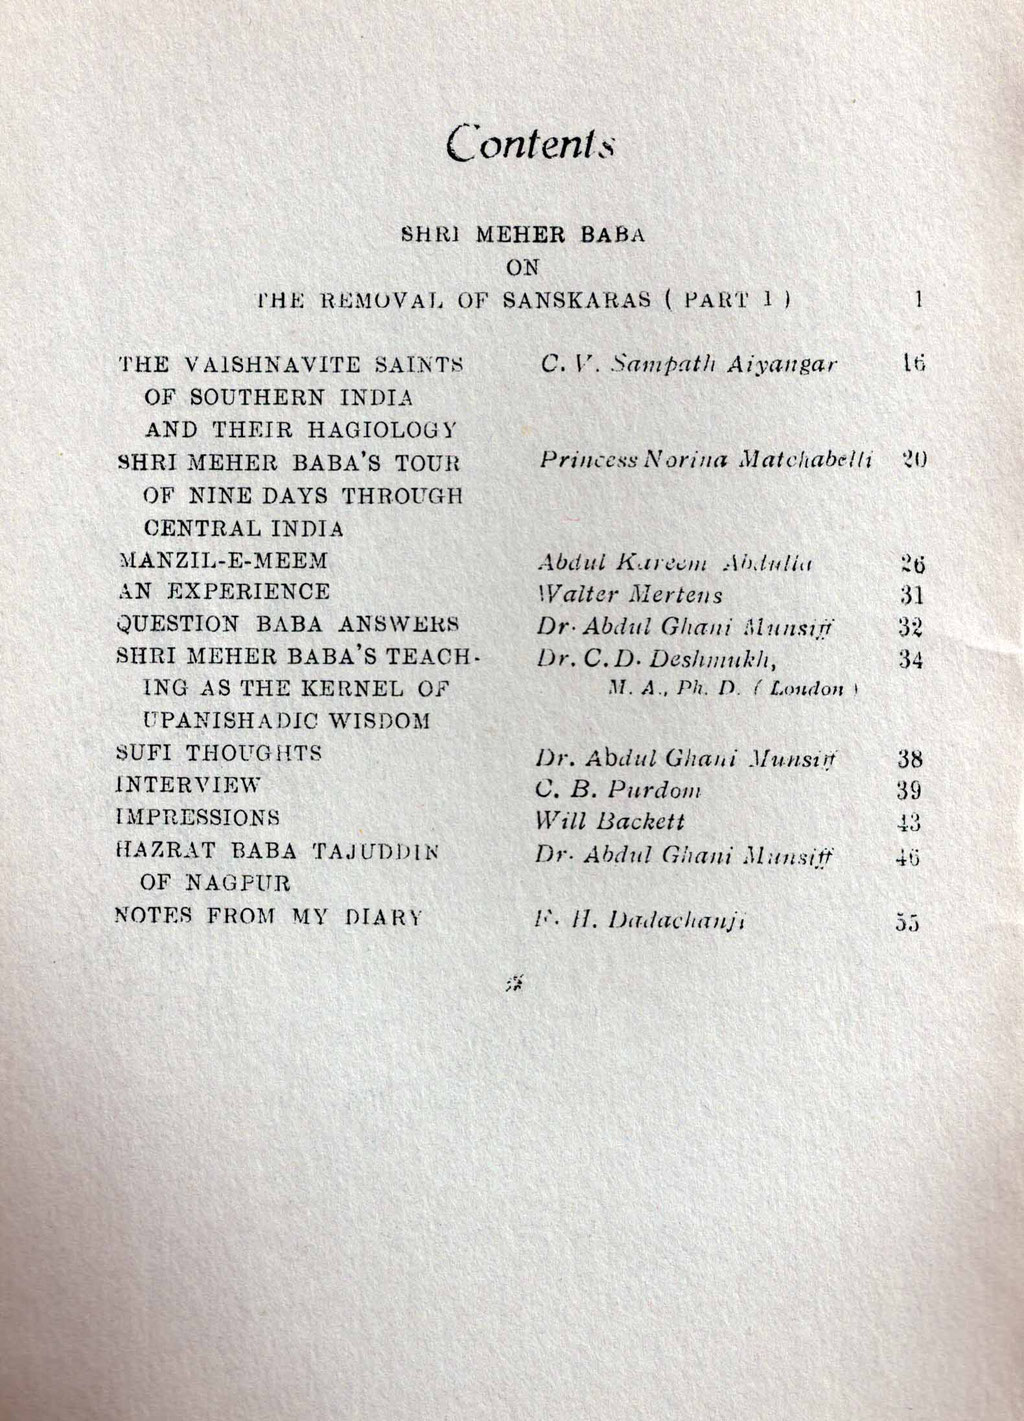 Contents
SHRI MEHER BABA
ON
THE REMOVAL OF SANSKARAS ( PART 1 ) 1
THE VAISHNAVITE SAINTS C. V. Sampath Aiyangar 16
OF SOUTHERN INDIA
AND THEIR HAGIOLOGY
SHRI MEHER BABA'S TOUR Princess Norina Matchabelli 20
OF NINE DAYS THROUGH
CENTRAL INDIA
MANZIL-E-MEEM Abdul Kareem Abdulla 26
AN EXPERIENCE Walter Mertens 31
QUESTION BABA ANSWERS Dr. Abdul Ghani Munsiff 32
SHRI MEHER BABA'S TEACH- Dr. C. D. Deshmukh, 34
ING AS THE KERNEL OF M. A., Ph. D. ( London )
UPANISHADIC WISDOM
SUFI THOUGHTS Dr. Abdul Ghani Munsiff 38
INTERVIEW C. B. Purdom 39
IMPRESSIONS Will Backett 43
HAZRAT BABA TAJUDDIN Dr. Abdul Ghani Munsiff 46
OF NAGPUR
NOTES FROM MY DIARY F. H. Dadachanji 55